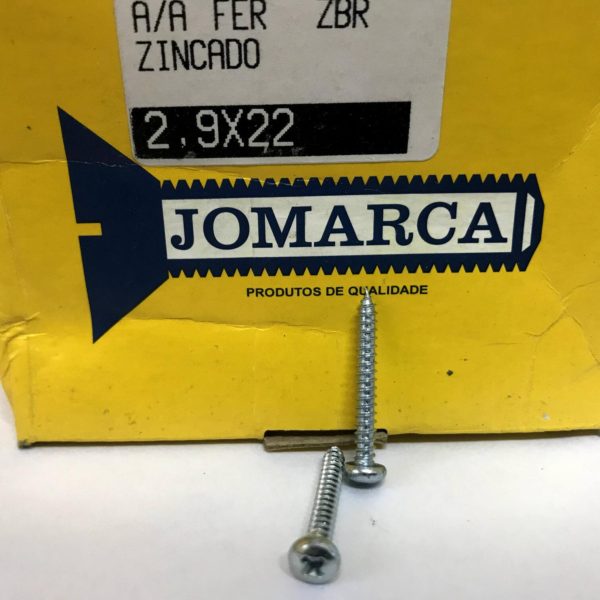 A/A FER ZBR
ZINCADO
2,9X22
JOMARCA
PRODUTOS DE QUALIDADE